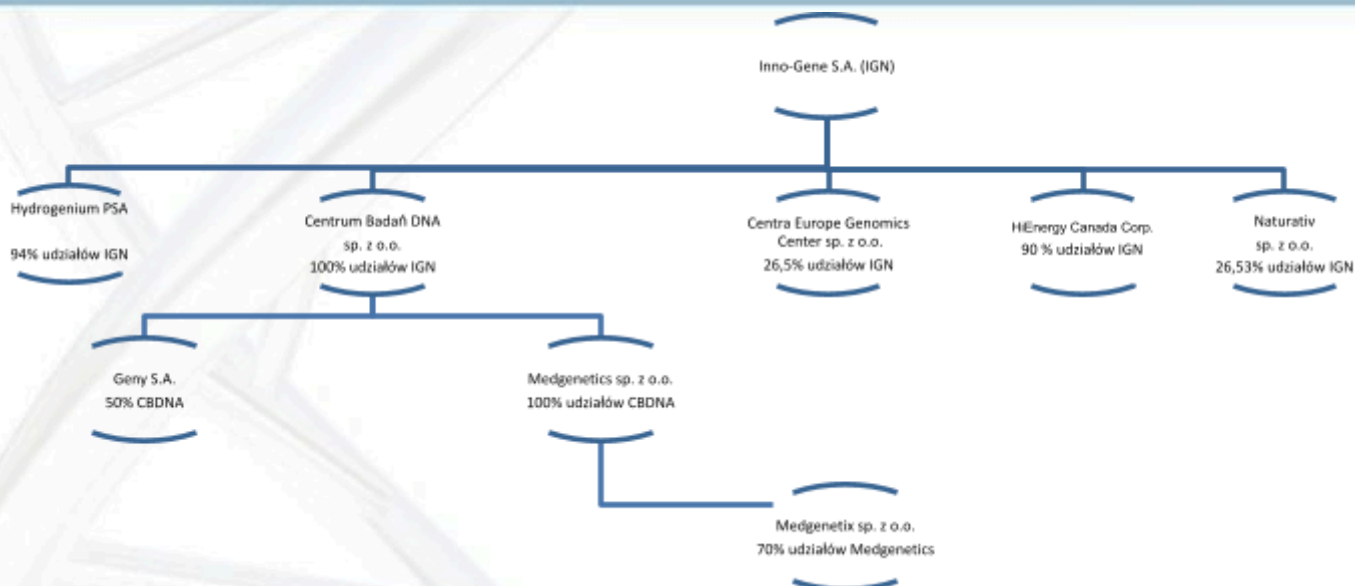 Inno-Gene S.A. (IGN)
Hydrogenium PSA
94% udziałów IGN
Centrum Badań DNA
sp. z o.o.
100% udziałów IGN
Centra Europe Genomics
Center sp. z o.o.
26,5% udziałów IGN
HiEnergy Canada Corp.
90 % udziałów IGN
Naturativ
sp. z o.o.
26,53% udziałów IGN
Geny S.A.
50% CBDNA
Medgenetics sp. z o.o.
100% udziałów CBDNA
Medgenetix sp. z o.o.
70% udziałów Medgenetics